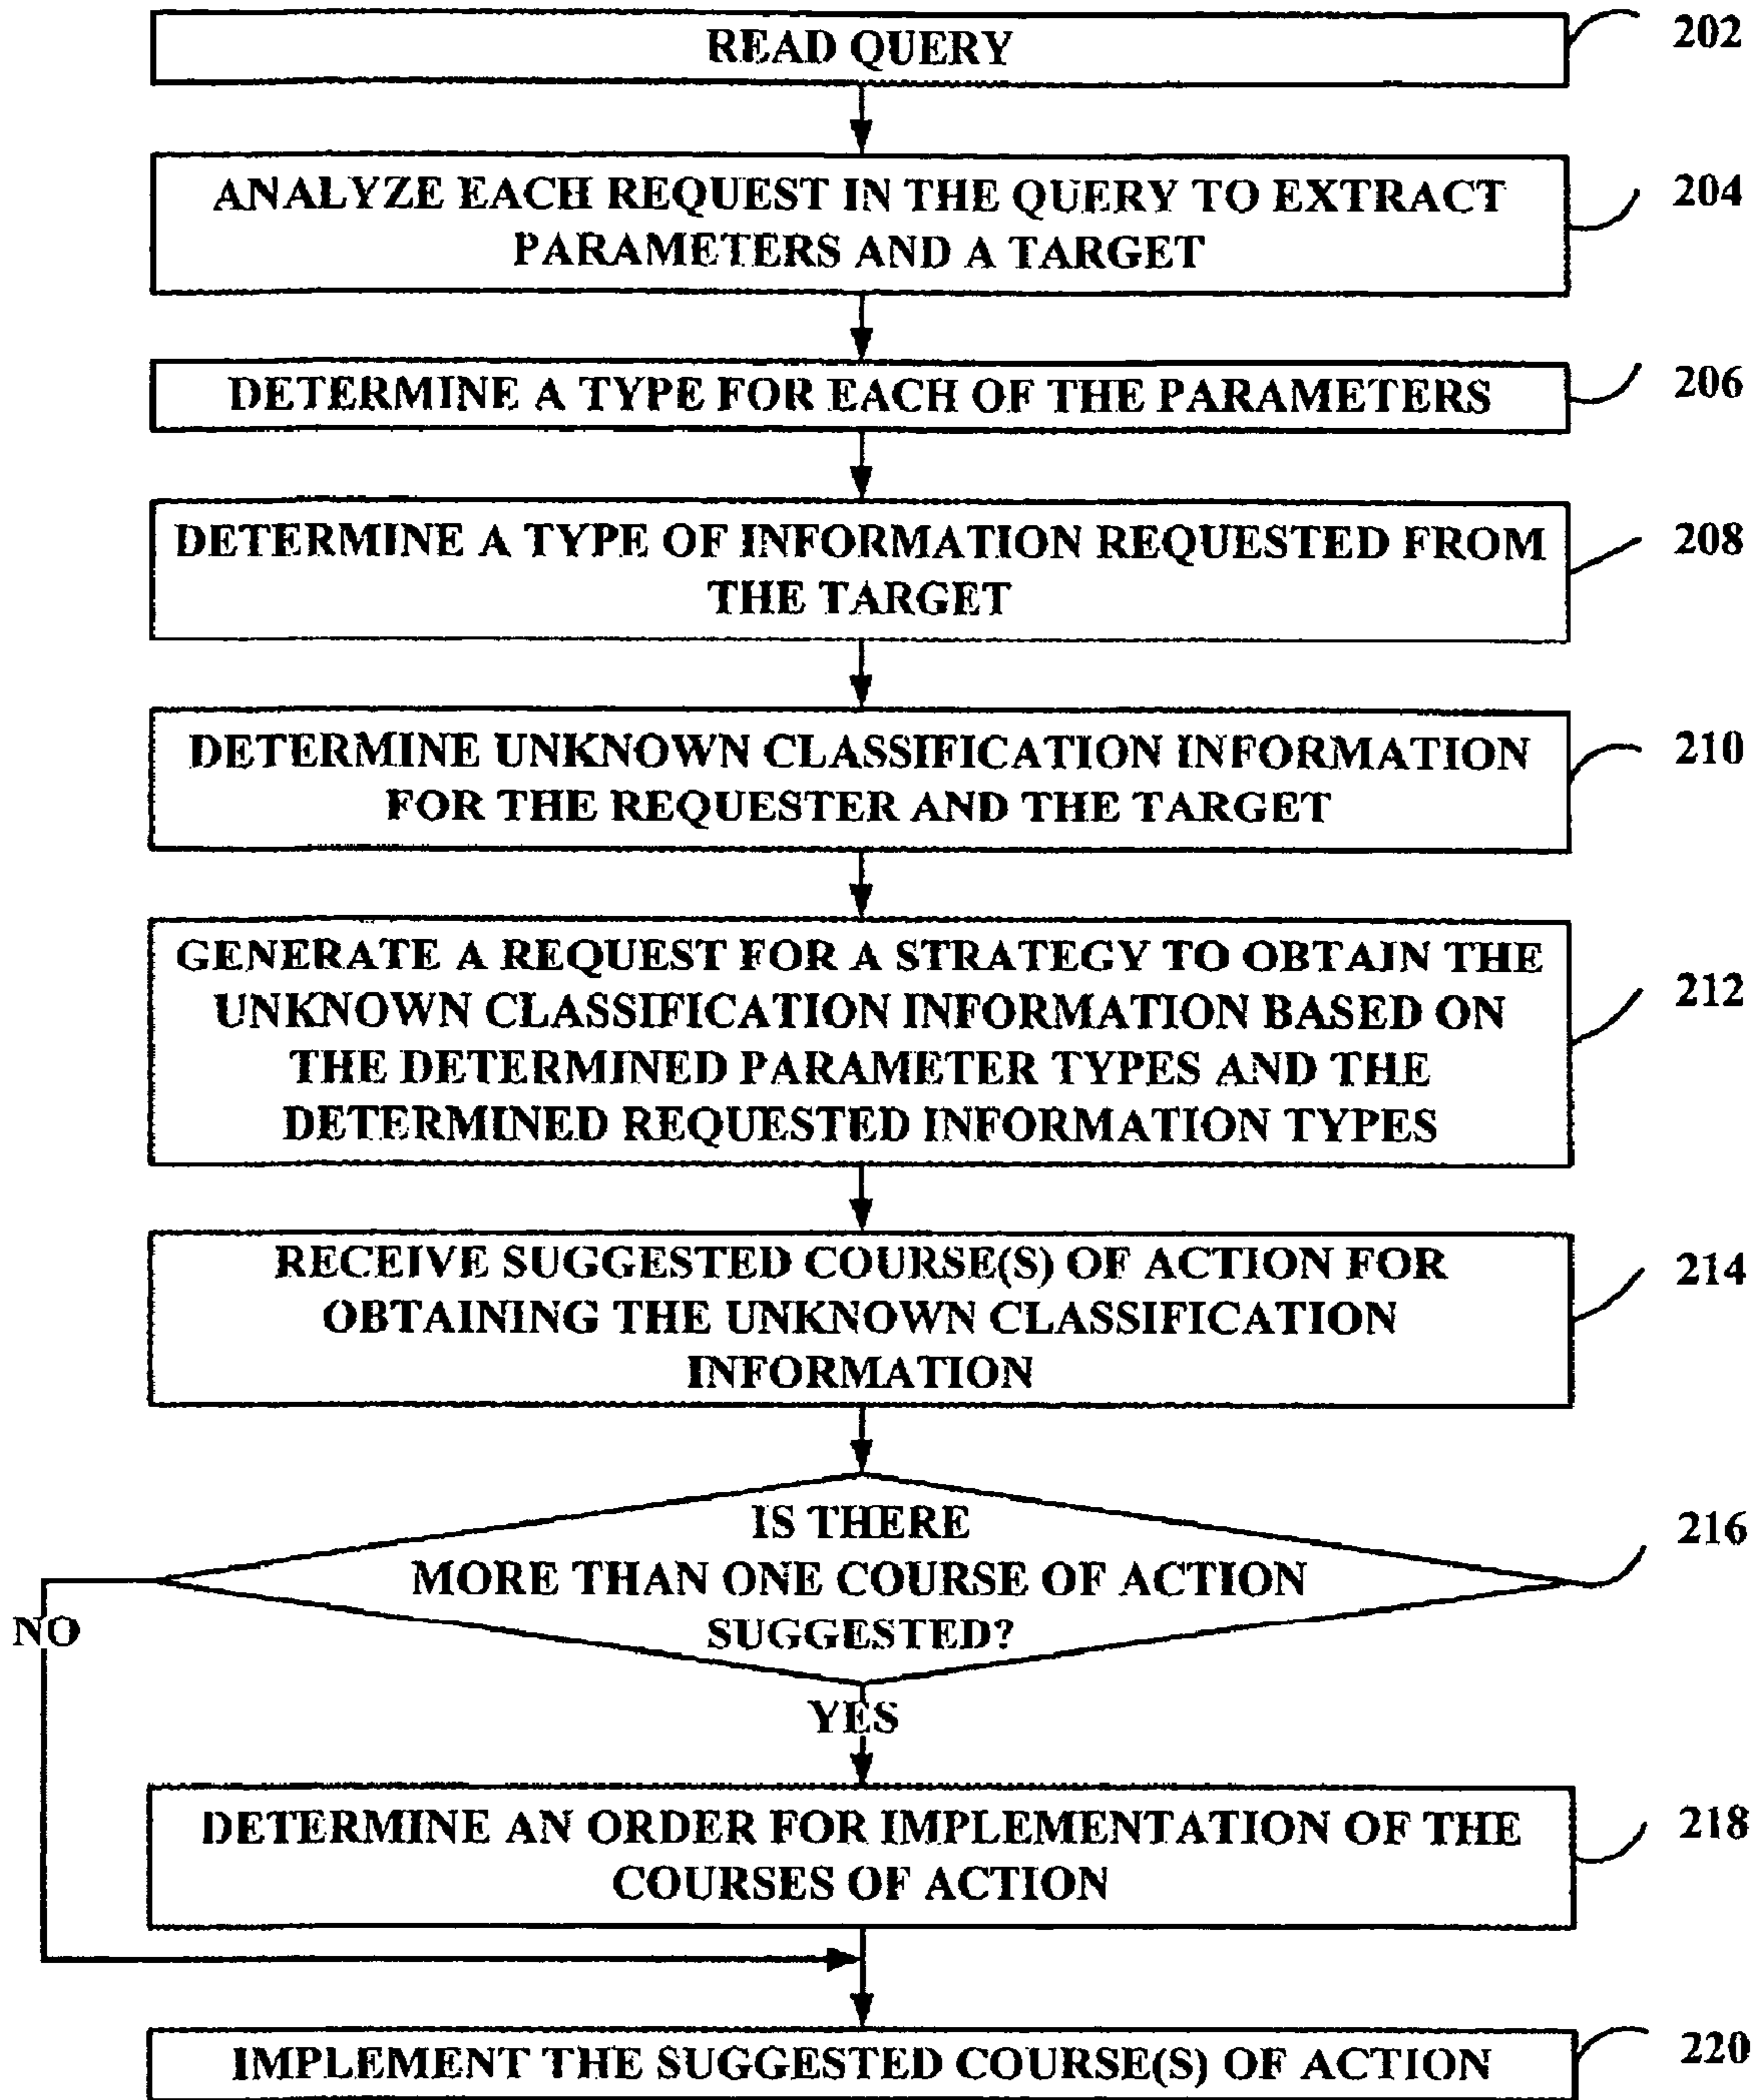 READ QUERY
202
ANALYZE EACH REQUEST IN THE QUERY TO EXTRACT
PARAMETERS AND A TARGET
204
DETERMINE A TYPE FOR EACH OF THE PARAMETERS
206
DETERMINE A TYPE OF INFORMATION REQUESTED FROM
THE TARGET
208
DETERMINE UNKNOWN CLASSIFICATION INFORMATION
FOR THE REQUESTER AND THE TARGET
210
GENERATE A REQUEST FOR A STRATEGY TO OBTAIN THE
UNKNOWN CLASSIFICATION INFORMATION BASED ON
THE DETERMINED PARAMETER TYPES AND THE
DETERMINED REQUESTED INFORMATION TYPES
212
RECEIVE SUGGESTED COURSE(S) OF ACTION FOR
OBTAINING THE UNKNOWN CLASSIFICATION
INFORMATION
214
IS THERE
MORE THAN ONE COURSE OF ACTION
SUGGESTED?
216
NO
YES
DETERMINE AN ORDER FOR IMPLEMENTATION OF THE
COURSES OF ACTION
218
IMPLEMENT THE SUGGESTED COURSE(S) OF ACTION
220